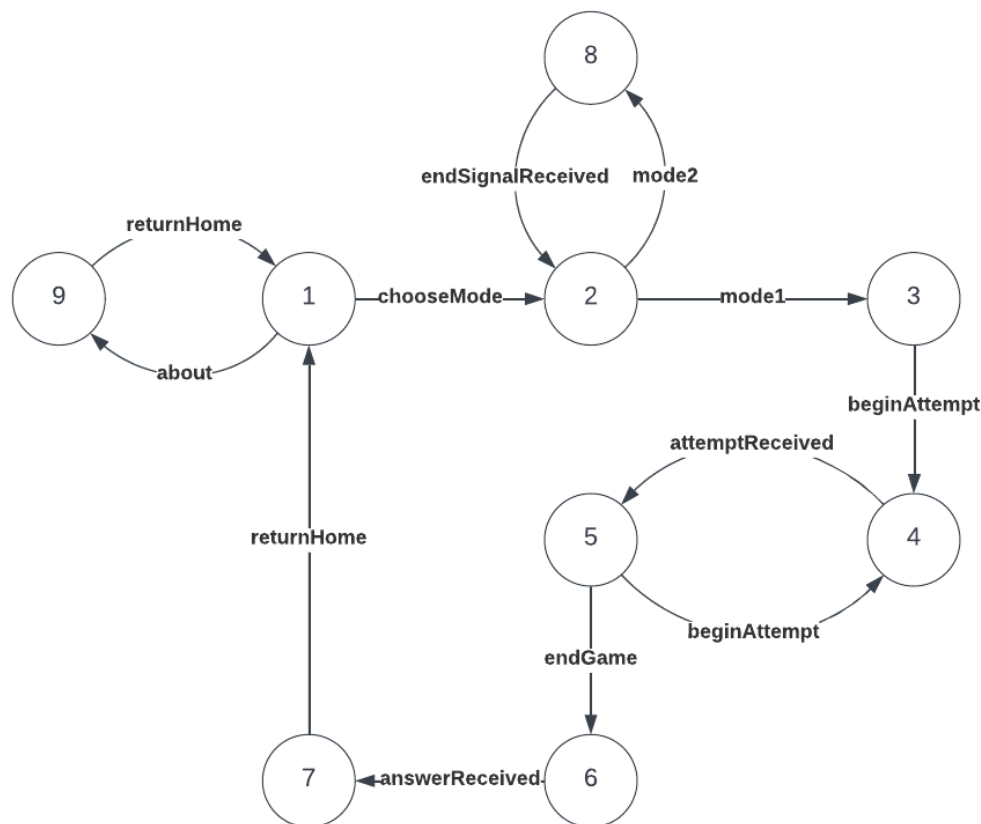 8
endSignalReceived
mode2
returnHome
9
1
chooseMode
2
mode1
3
about
beginAttempt
attemptReceived
5
4
returnHome
beginAttempt
endGame
7
answerReceived
6